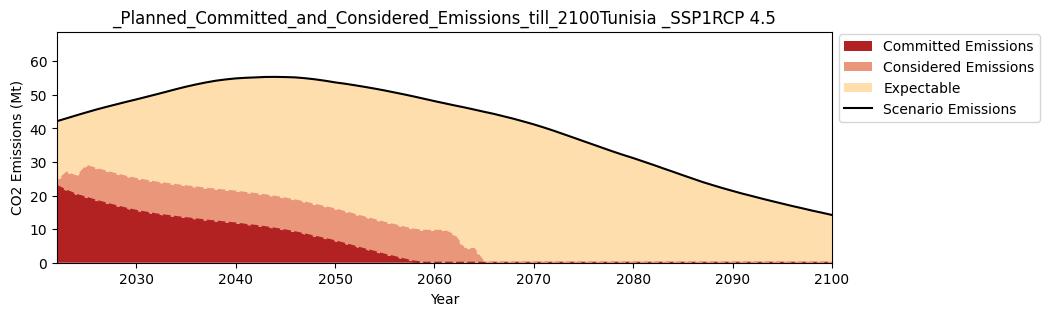 _Planned_Committed_and_Considered_Emissions_till_2100Tunisia _SSP1RCP 4.5
CO2 Emissions (Mt)
60
50
40
30
20
10
0
2030 2040 2050 2060 2070 2080 2090 2100
Year
Committed Emissions
Considered Emissions
Expectable
Scenario Emissions